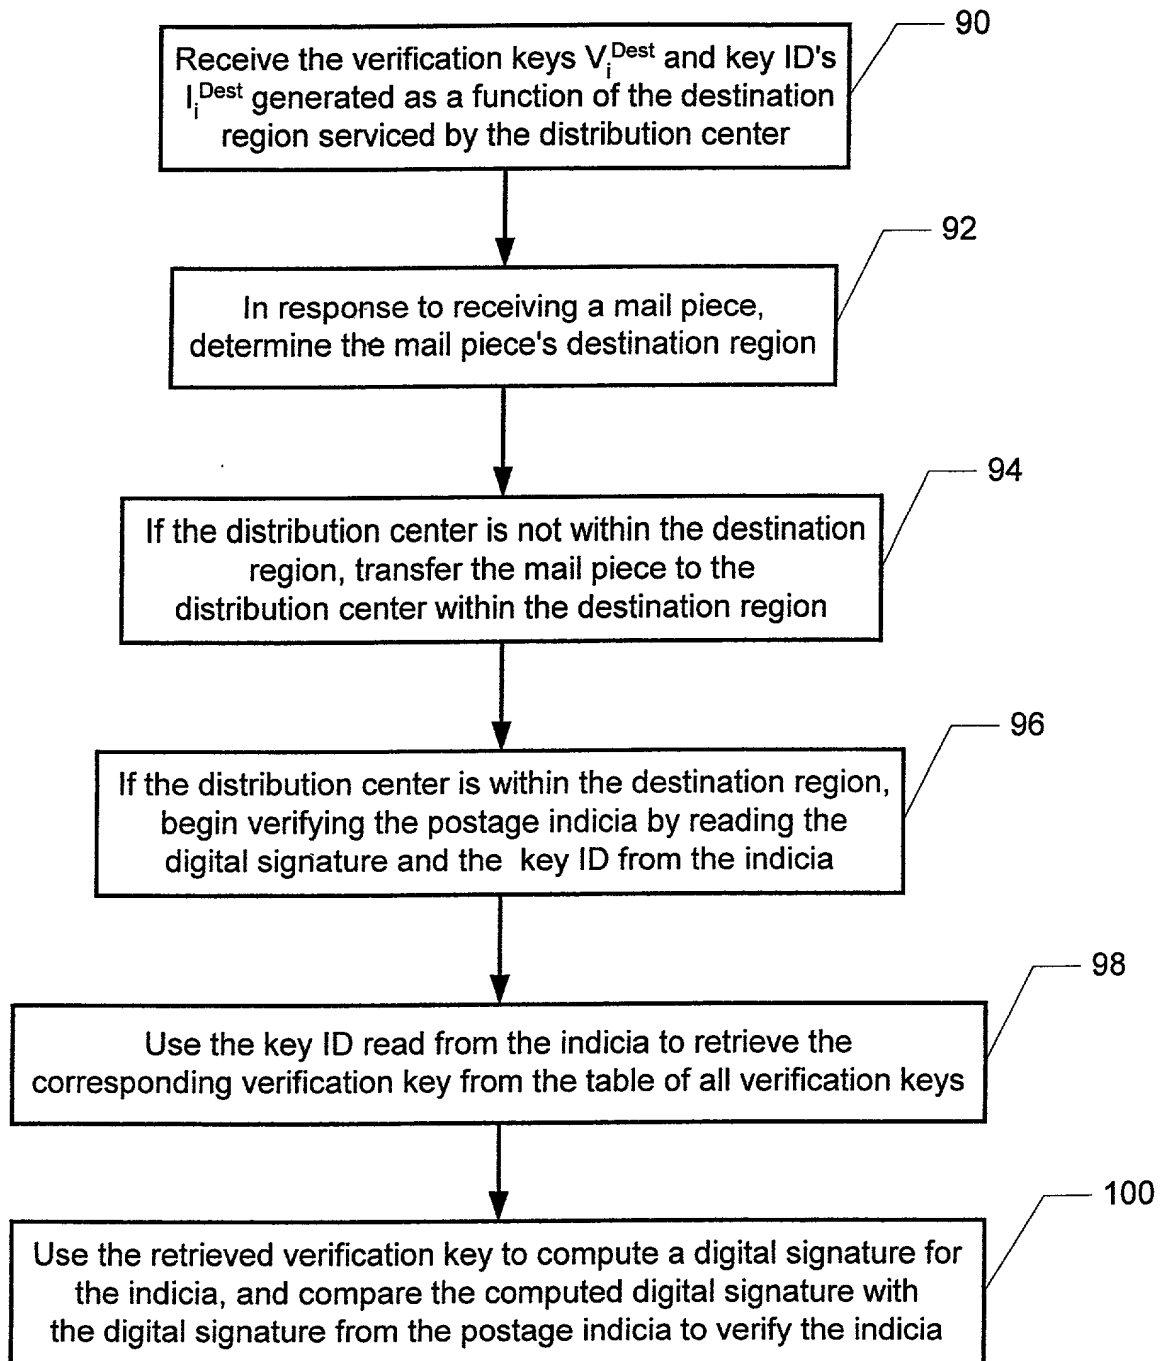 90
Receive the verification keys Vᵢᴰᵉˢᵗ and key ID's
Iᵢᴰᵉˢᵗ generated as a function of the destination
region serviced by the distribution center
92
In response to receiving a mail piece,
determine the mail piece's destination region
94
If the distribution center is not within the destination
region, transfer the mail piece to the
distribution center within the destination region
96
If the distribution center is within the destination region,
begin verifying the postage indicia by reading the
digital signature and the key ID from the indicia
98
Use the key ID read from the indicia to retrieve the
corresponding verification key from the table of all verification keys
100
Use the retrieved verification key to compute a digital signature for
the indicia, and compare the computed digital signature with
the digital signature from the postage indicia to verify the indicia